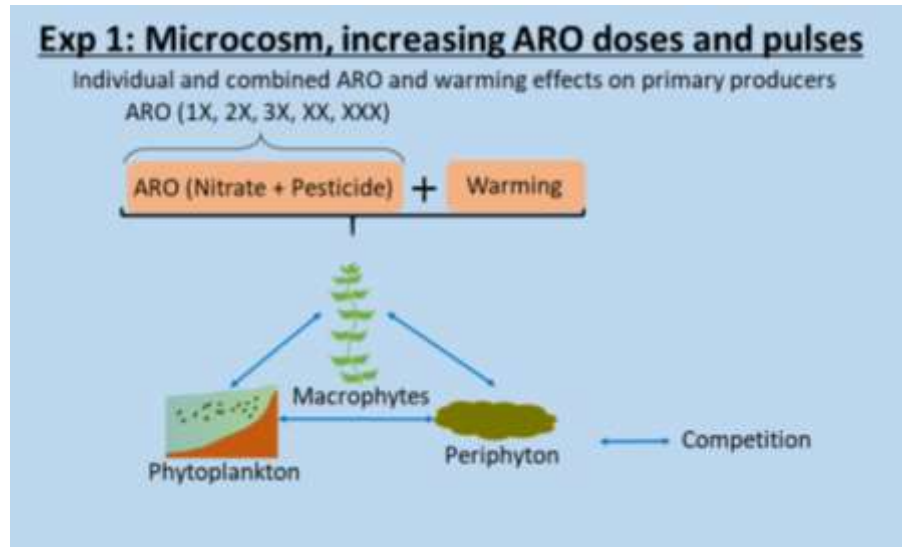 Exp 1: Microcosm, increasing ARO doses and pulses
Individual and combined ARO and warming effects on primary producers
ARO (1X, 2X, 3X, XX, XXX)
ARO (Nitrate + Pesticide) + Warming
Macrophytes
Phytoplankton
Periphyton
Competition